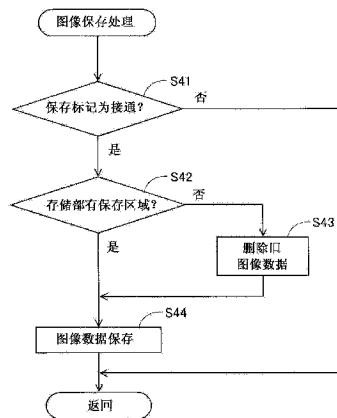 图像保存处理
S41
保存标记为接通?
否
是
S42
存储部有保存区域?
否
是
S43
删除旧
图像数据
S44
图像数据保存
返回